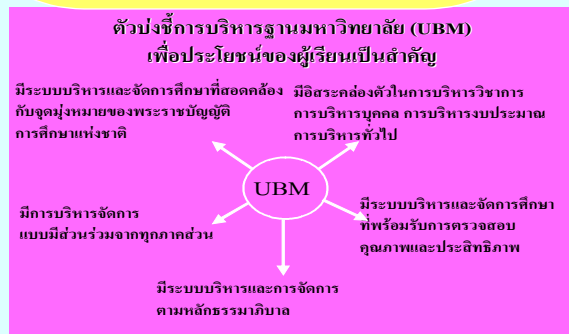 ตัวบ่งชี้การบริหารฐานมหาวิทยาลัย (UBM)
เพื่อประโยชน์ของผู้เรียนเป็นสำคัญ
มีระบบบริหารและจัดการศึกษาที่สอดคล้อง
กับจุดมุ่งหมายของพระราชบัญญัติ
การศึกษาแห่งชาติ
มีอิสระคล่องตัวในการบริหารวิชาการ
การบริหารบุคคล การบริหารงบประมาณ
การบริหารทั่วไป
UBM
มีการบริหารจัดการ
แบบมีส่วนร่วมจากทุกภาคส่วน
มีระบบบริหารและจัดการศึกษา
ที่พร้อมรับการตรวจสอบ
คุณภาพและประสิทธิภาพ
มีระบบบริหารและการจัดการ
ตามหลักธรรมาภิบาล